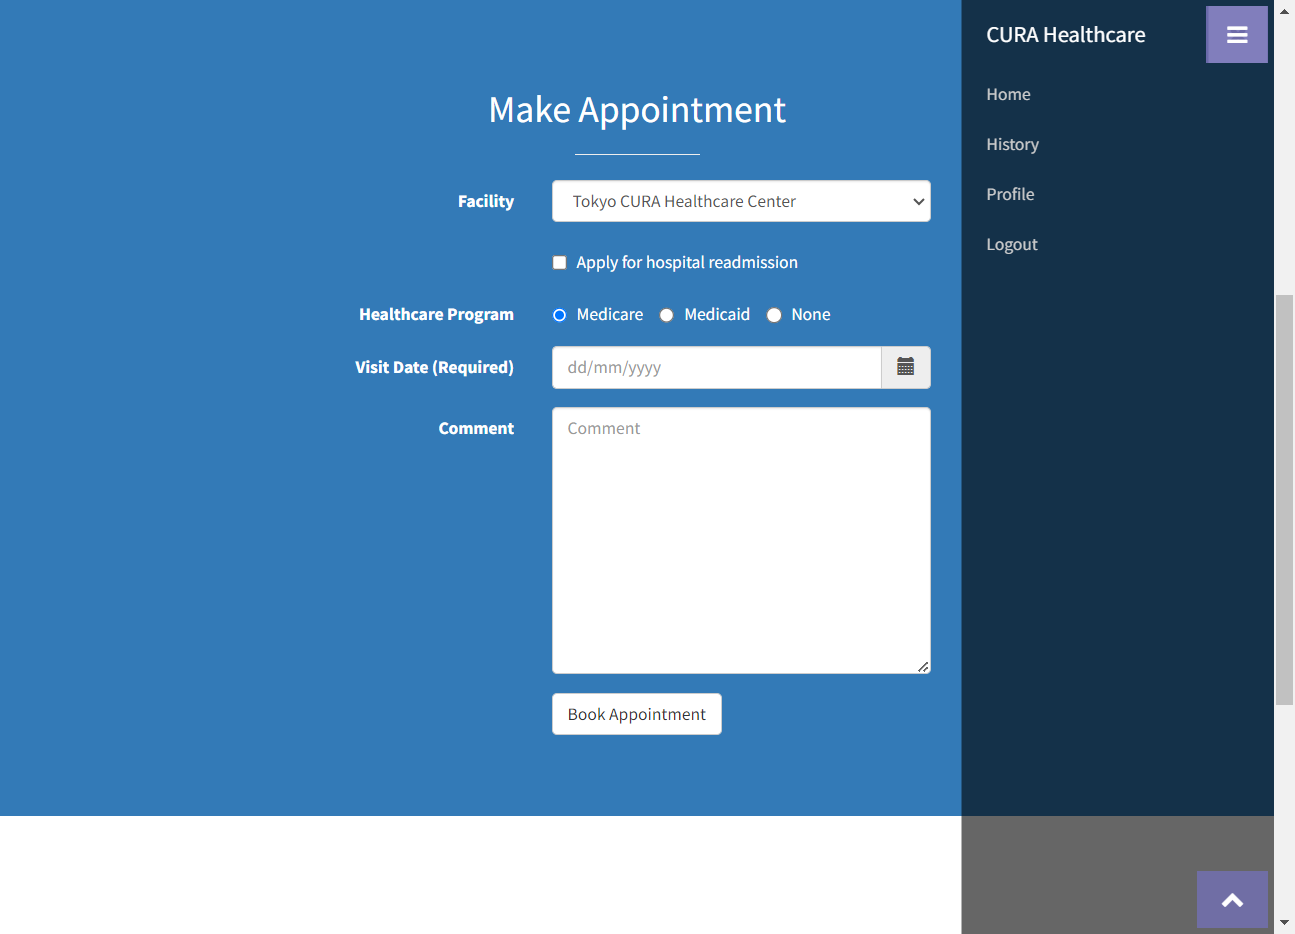 CURA Healthcare
Home
History
Profile
Logout
Make Appointment
Facility
Tokyo CURA Healthcare Center
Apply for hospital readmission
Healthcare Program
Medicare Medicaid None
Visit Date (Required)
dd/mm/yyyy
Comment
Comment
Book Appointment